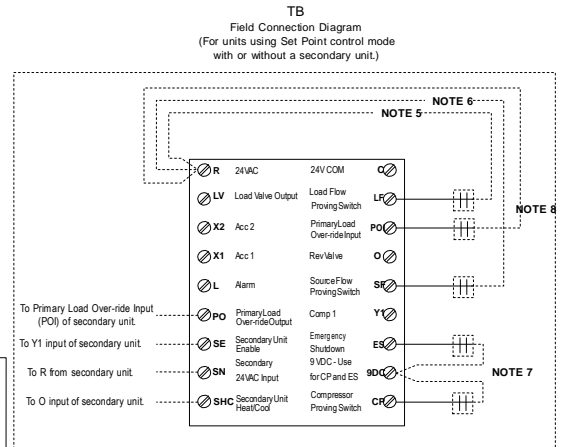 TB
Field Connection Diagram
(For units using Set Point control mode
with or without a secondary unit.)
NOTE 6
NOTE 5
NOTE 8
R 24VAC 24V COM C
LV Load Valve Output Load Flow Proving Switch LF
X2 Acc 2 Primary Load Over-ride Input POI
X1 Acc 1 Rev Valve O
L Alarm Source Flow Proving Switch SF
To Primary Load Over-ride Input
(POI) of secondary unit.
PO Primary Load Over-ride Output Comp 1 Y1
To Y1 input of secondary unit.
SE Secondary Unit Enable Emergency Shutdown ES
To R from secondary unit.
SN Secondary 24VAC Input 9 VDC - Use for CP and ES 9DC
NOTE 7
To O input of secondary unit.
SHC Secondary Unit Heat/Cool Compressor Proving Switch CP